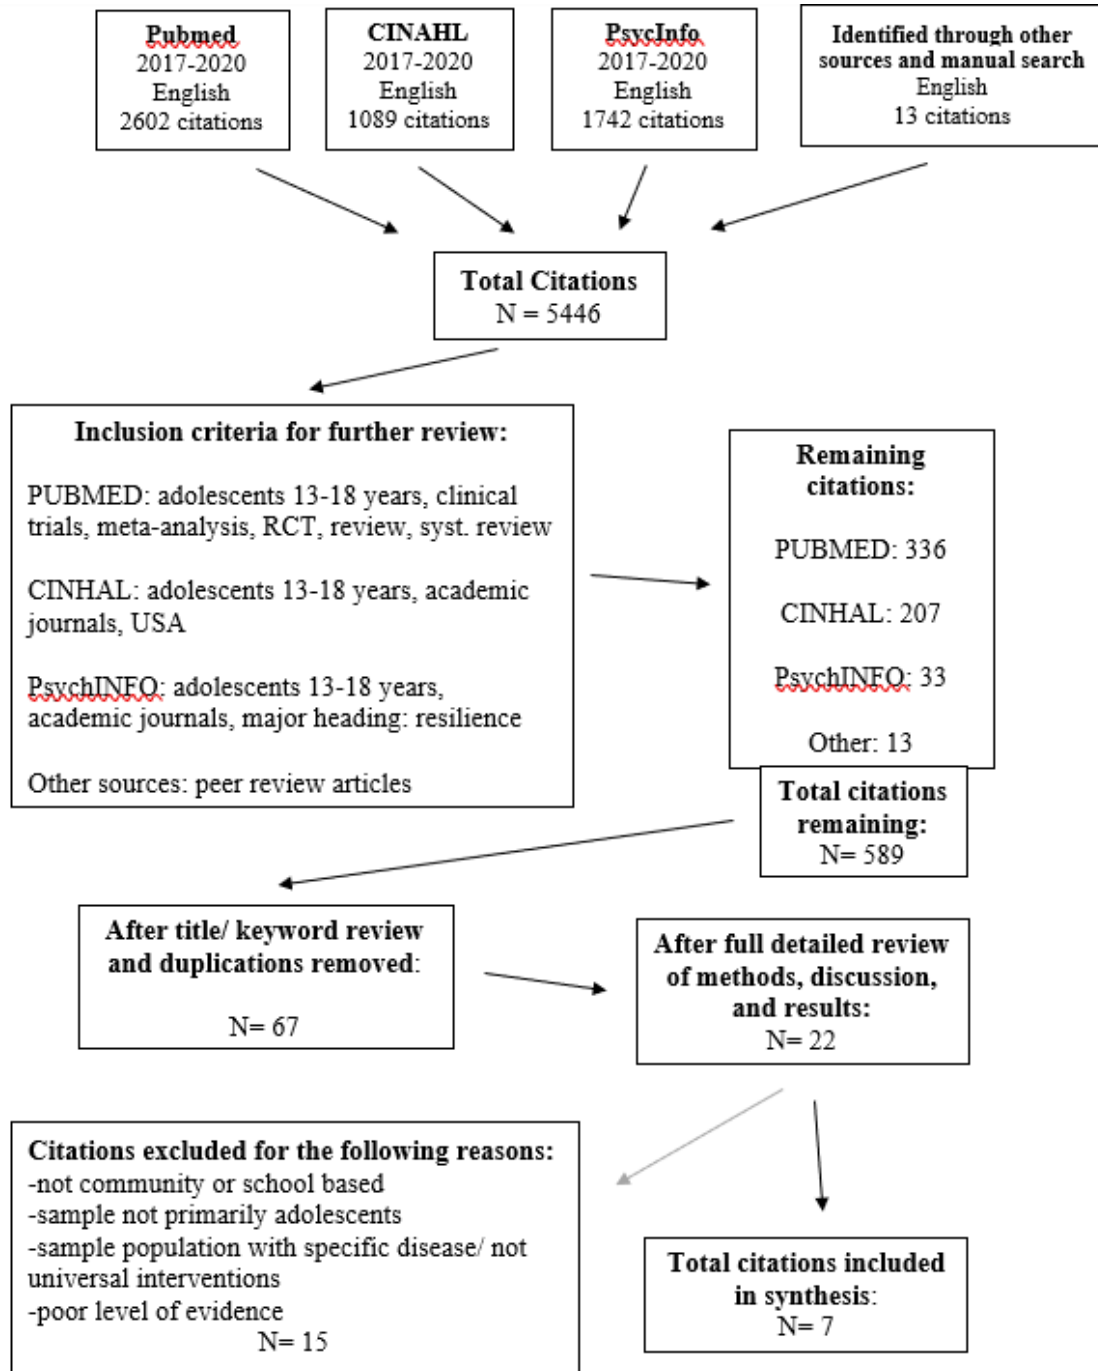 Pubmed
2017-2020
English
2602 citations
CINAHL
2017-2020
English
1089 citations
PsycInfo
2017-2020
English
1742 citations
Identified through other
sources and manual search
English
13 citations
Total Citations
N = 5446
Inclusion criteria for further review:
PUBMED: adolescents 13-18 years, clinical
trials, meta-analysis, RCT, review, syst. review
CINHAL: adolescents 13-18 years, academic
journals, USA
PsychINFO: adolescents 13-18 years,
academic journals, major heading: resilience
Other sources: peer review articles
Remaining
citations:
PUBMED: 336
CINHAL: 207
PsychINFO: 33
Other: 13
Total citations
remaining:
N= 589
After title/ keyword review
and duplications removed:
N= 67
After full detailed review
of methods, discussion,
and results:
N= 22
Citations excluded for the following reasons:
-not community or school based
-sample not primarily adolescents
-sample population with specific disease/ not
universal interventions
-poor level of evidence
N= 15
Total citations included
in synthesis:
N= 7